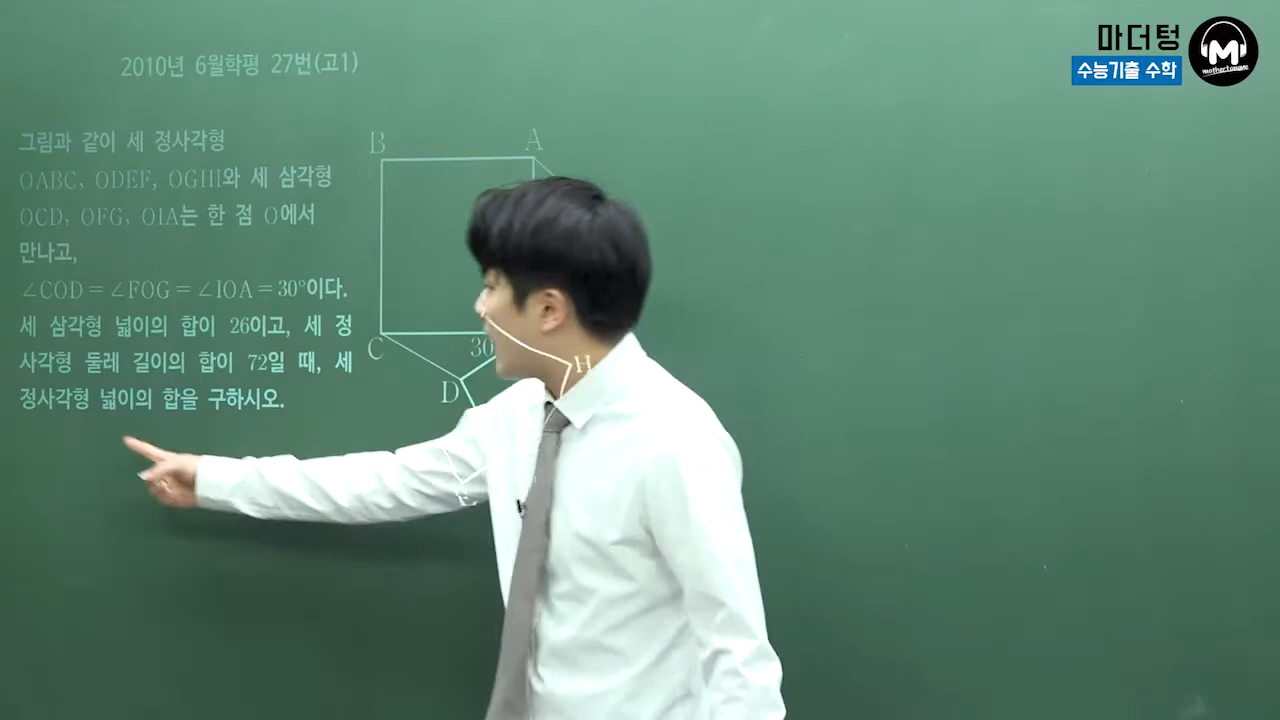 마더텅
수능기출 수학
M
mothertongue
2010년 6월학평 27번(고1)
그림과 같이 세 정사각형
OABC, ODEF, OGHI와 세 삼각형
OCD, OFG, OIA는 한 점 O에서
만나고,
∠COD=∠FOG=∠IOA=30°이다.
세 삼각형 넓이의 합이 26이고, 세 정
사각형 둘레 길이의 합이 72일 때, 세
정사각형 넓이의 합을 구하시오.
B
A
C
30
H
D
E